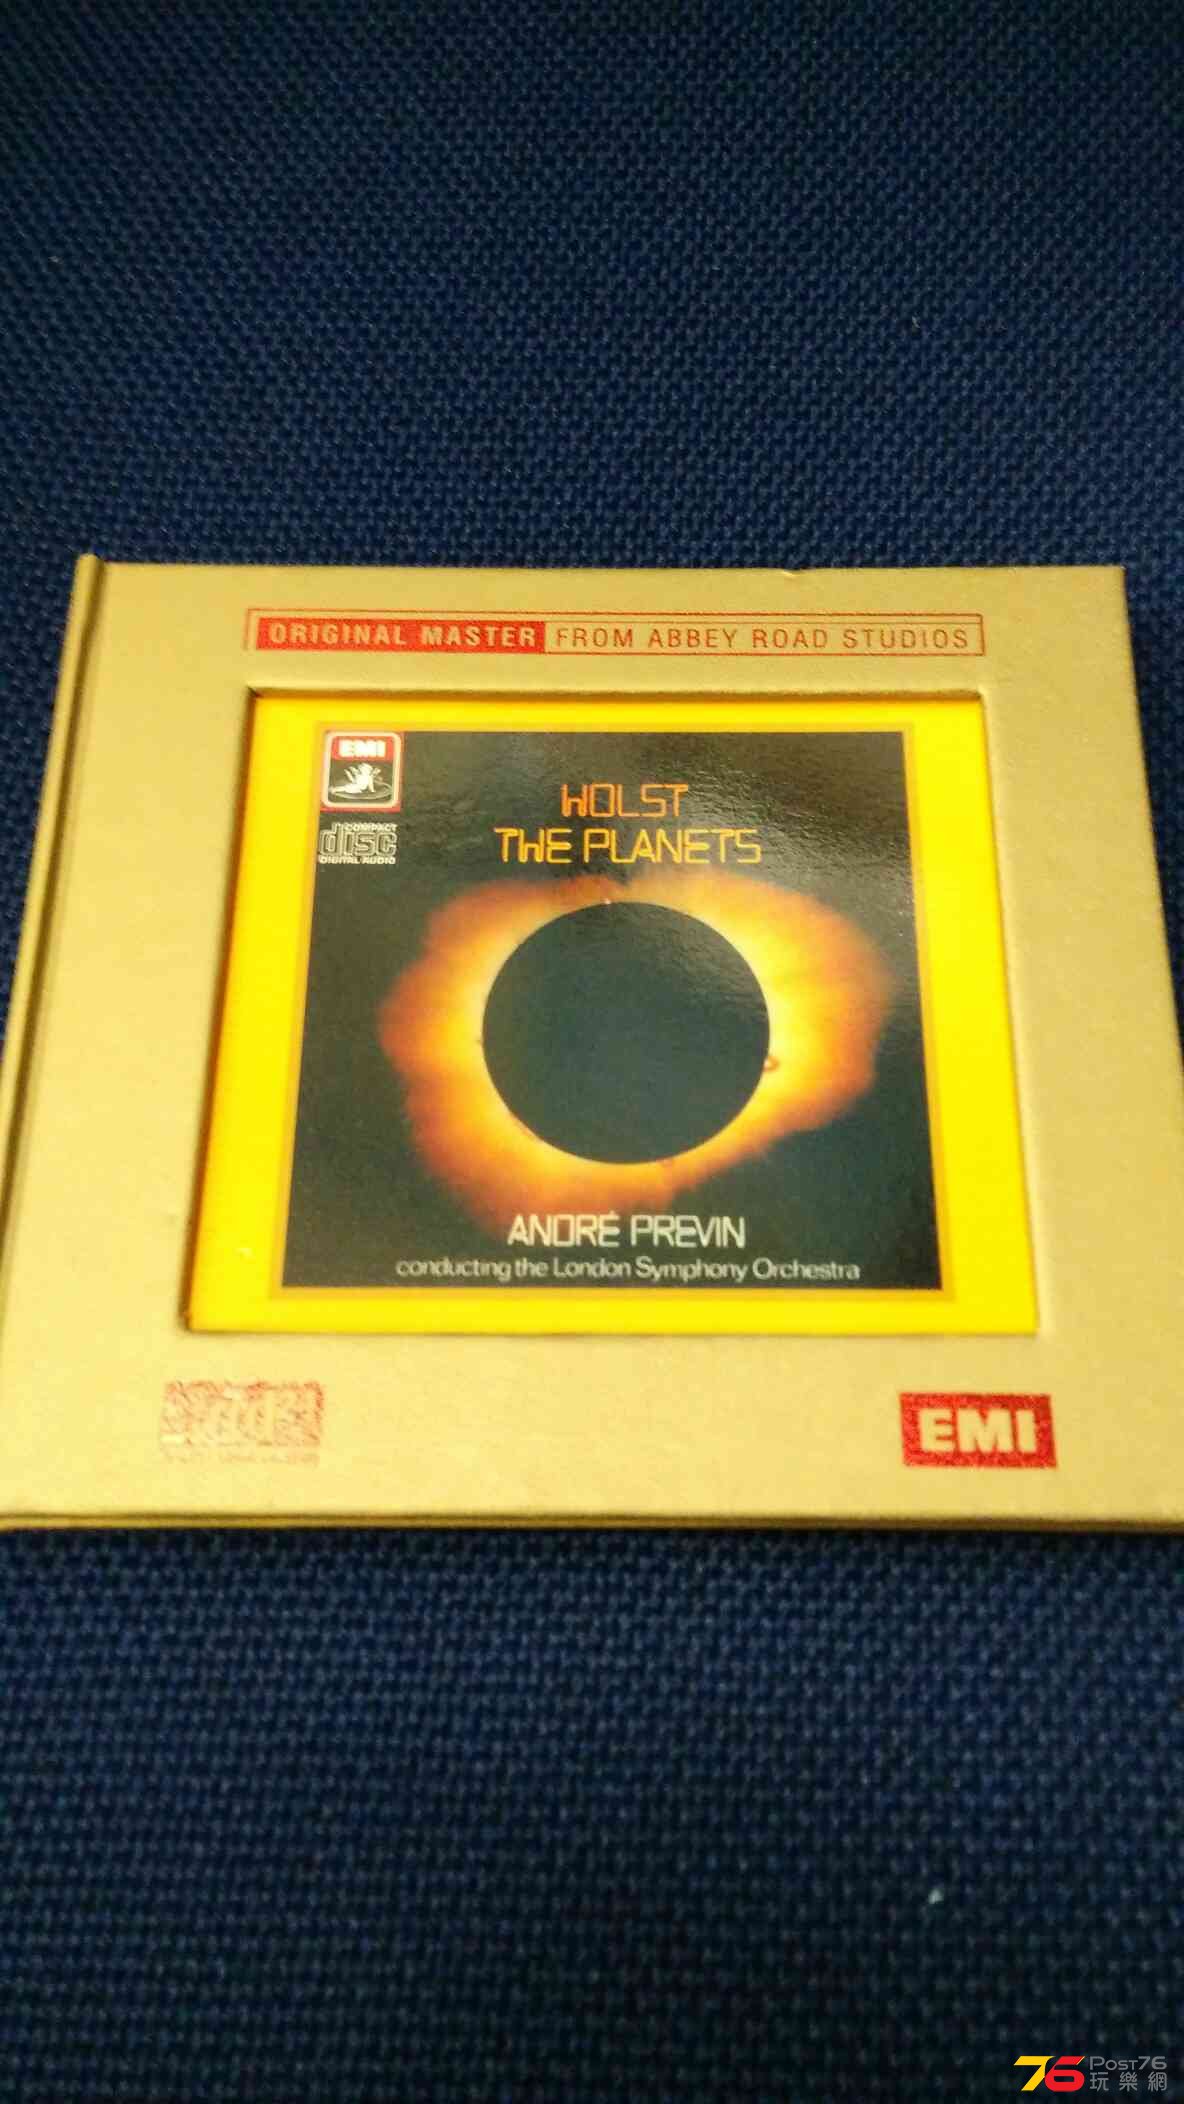 ORIGINAL MASTER FROM ABBEY ROAD STUDIOS
EMI
COMPACT
disc
DIGITAL AUDIO
HOLST
THE PLANETS
ANDRÉ PREVIN
conducting the London Symphony Orchestra
EMI
76 POST76
玩樂網